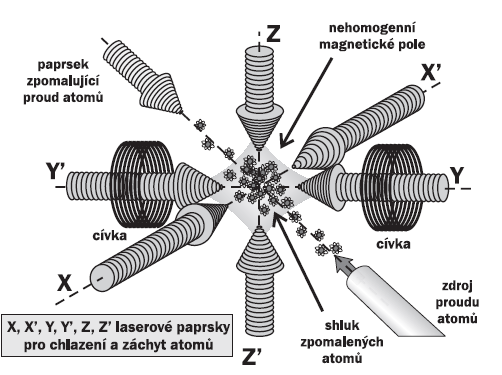 nehomogenní
magnetické pole
Z
paprsek
zpomalující
proud atomů
X'
Y'
Y
cívka
cívka
X
zdroj
proudu
atomů
X, X', Y, Y', Z, Z' laserové paprsky
pro chlazení a záchyt atomů
shluk
zpomalených
atomů
Z'